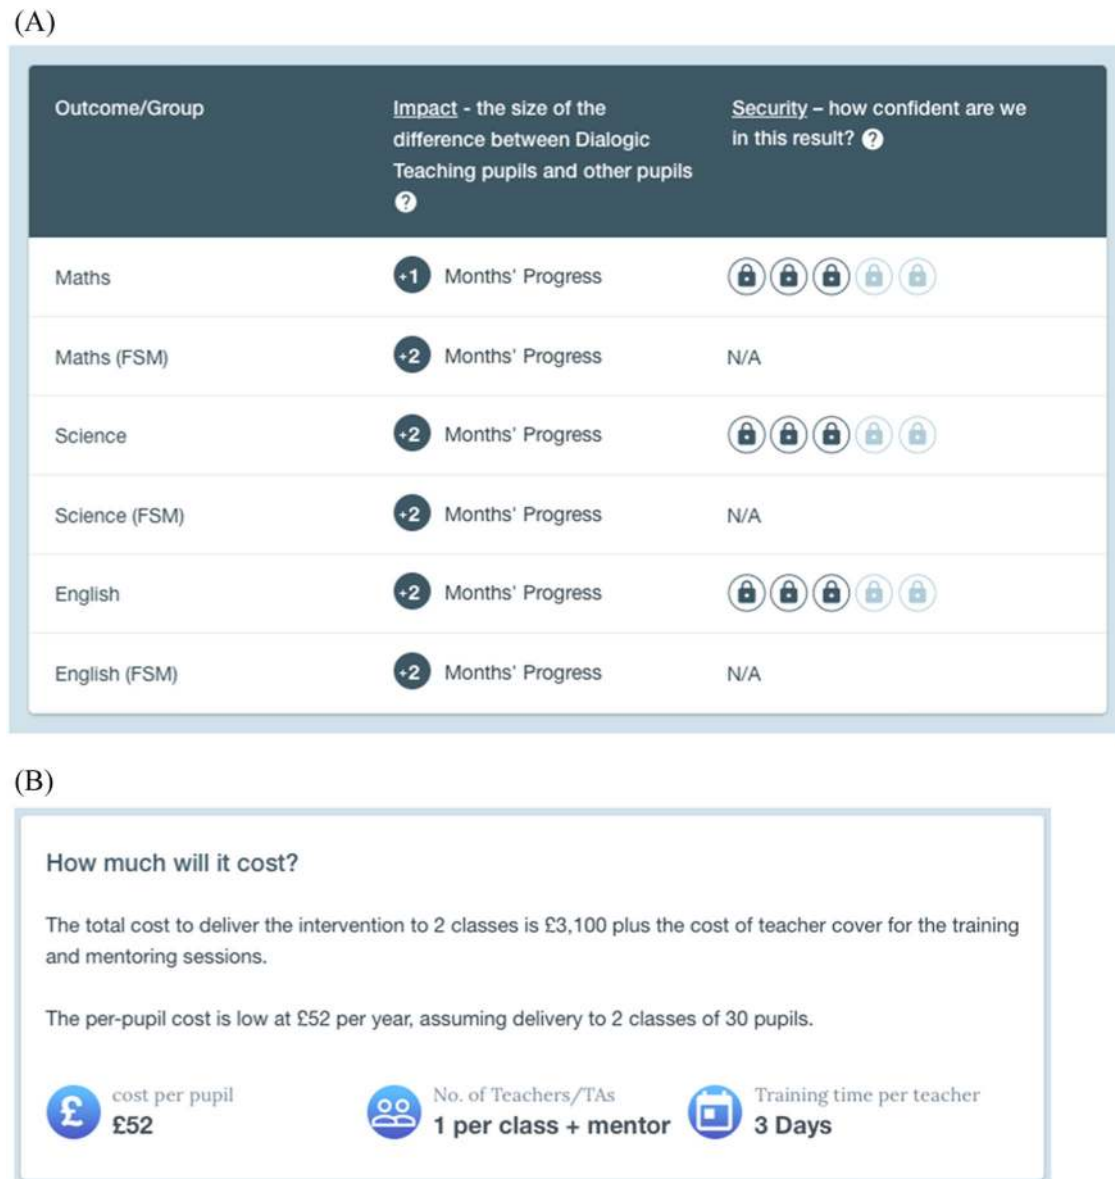 (A)
Outcome/Group
Impact - the size of the
difference between Dialogic
Teaching pupils and other pupils
?
Security – how confident are we
in this result? ?
Maths
+1 Months' Progress
Maths (FSM)
+2 Months' Progress
N/A
Science
+2 Months' Progress
Science (FSM)
+2 Months' Progress
N/A
English
+2 Months' Progress
English (FSM)
+2 Months' Progress
N/A
(B)
How much will it cost?
The total cost to deliver the intervention to 2 classes is £3,100 plus the cost of teacher cover for the training
and mentoring sessions.
The per-pupil cost is low at £52 per year, assuming delivery to 2 classes of 30 pupils.
£
cost per pupil
£52
No. of Teachers/TAs
1 per class + mentor
Training time per teacher
3 Days